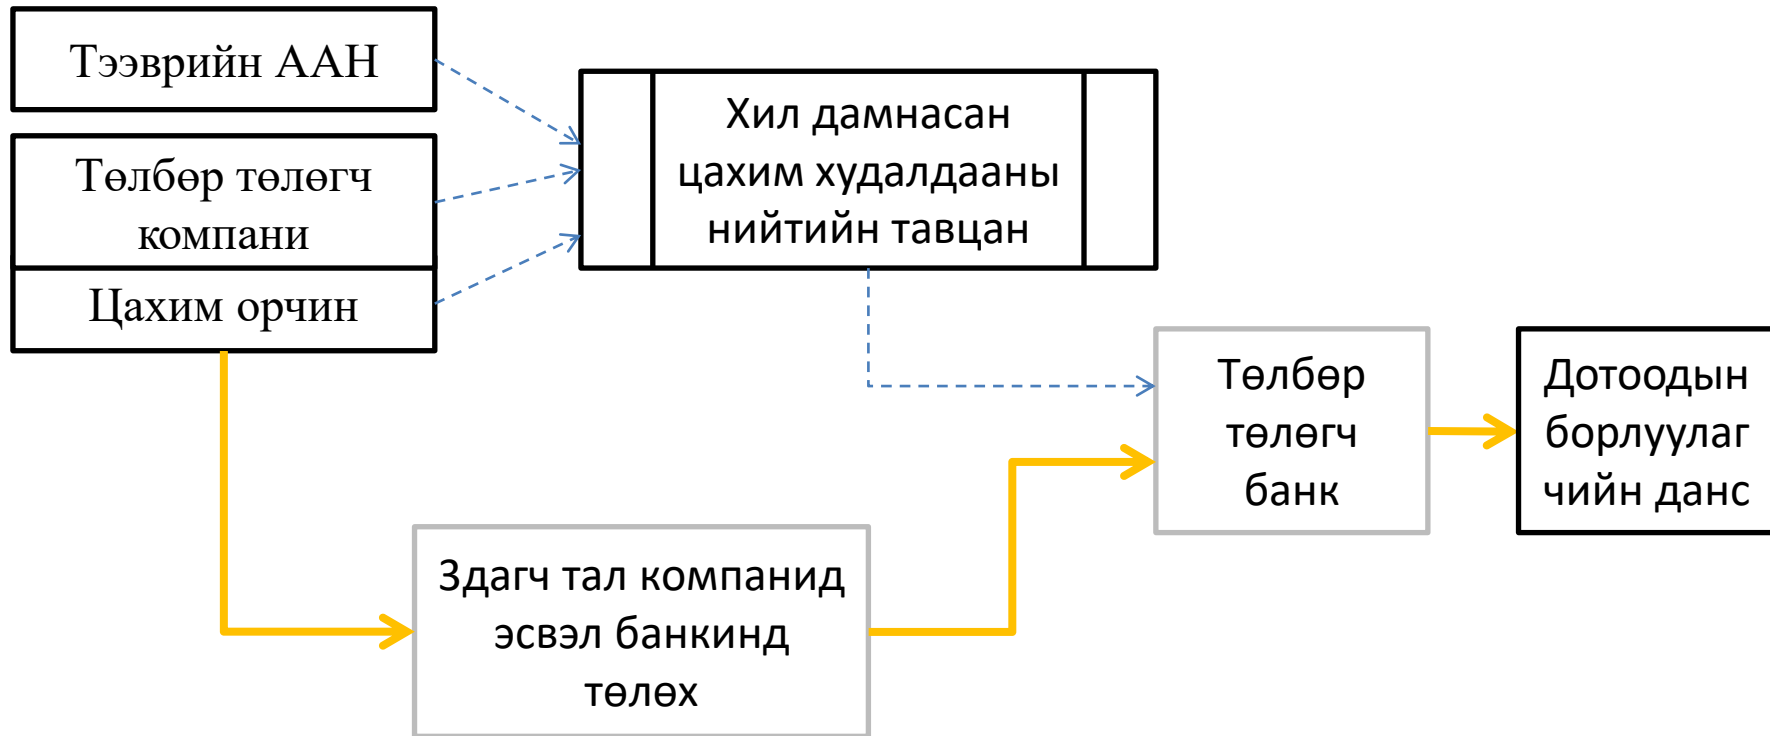 Тээврийн ААН
Төлбөр төлөгч
компани
Цахим орчин
Хил дамнасан
цахим худалдааны
нийтийн тавцан
Төлбөр
төлөгч
банк
Дотоодын
борлуулаг
чийн данс
3дагч тал компанид
эсвэл банкинд
төлөх